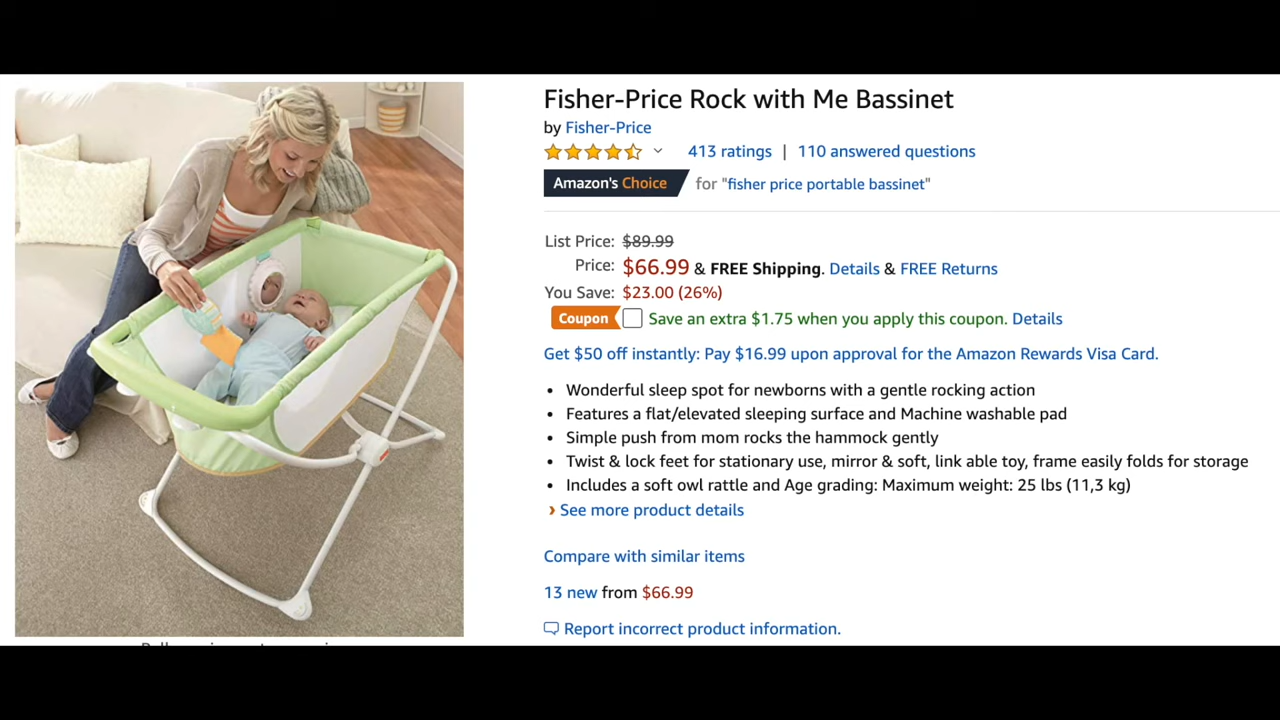 Fisher-Price Rock with Me Bassinet
by Fisher-Price
413 ratings | 110 answered questions
Amazon's Choice for "fisher price portable bassinet"
List Price: $89.99
Price: $66.99 & FREE Shipping. Details & FREE Returns
You Save: $23.00 (26%)
Coupon Save an extra $1.75 when you apply this coupon. Details
Get $50 off instantly: Pay $16.99 upon approval for the Amazon Rewards Visa Card.
• Wonderful sleep spot for newborns with a gentle rocking action
• Features a flat/elevated sleeping surface and Machine washable pad
• Simple push from mom rocks the hammock gently
• Twist & lock feet for stationary use, mirror & soft, link able toy, frame easily folds for storage
• Includes a soft owl rattle and Age grading: Maximum weight: 25 lbs (11,3 kg)
› See more product details
Compare with similar items
13 new from $66.99
Report incorrect product information.